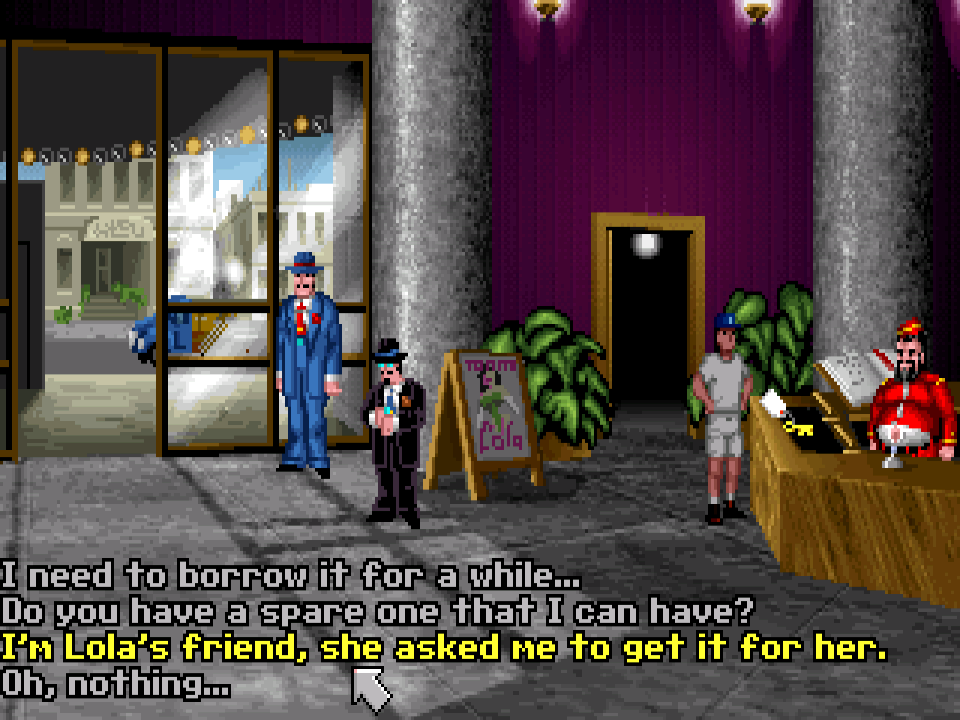 Lola
I need to borrow it for a while...
Do you have a spare one that I can have?
I'm Lola's friend, she asked me to get it for her.
Oh, nothing...